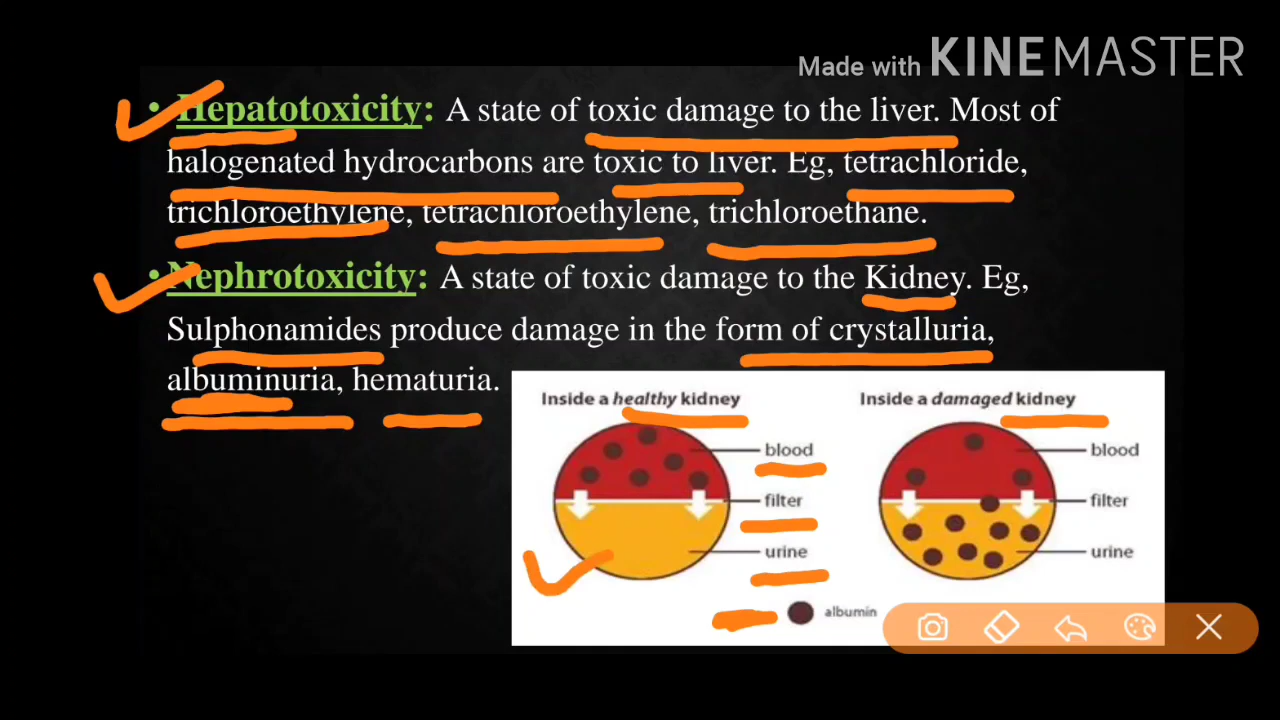 Made with KINEMASTER
• Hepatotoxicity: A state of toxic damage to the liver. Most of
halogenated hydrocarbons are toxic to liver. Eg, tetrachloride,
trichloroethylene, tetrachloroethylene, trichloroethane.
• Nephrotoxicity: A state of toxic damage to the Kidney. Eg,
Sulphonamides produce damage in the form of crystalluria,
albuminuria, hematuria.
Inside a healthy kidney
blood
filter
urine
Inside a damaged kidney
blood
filter
urine
albumin